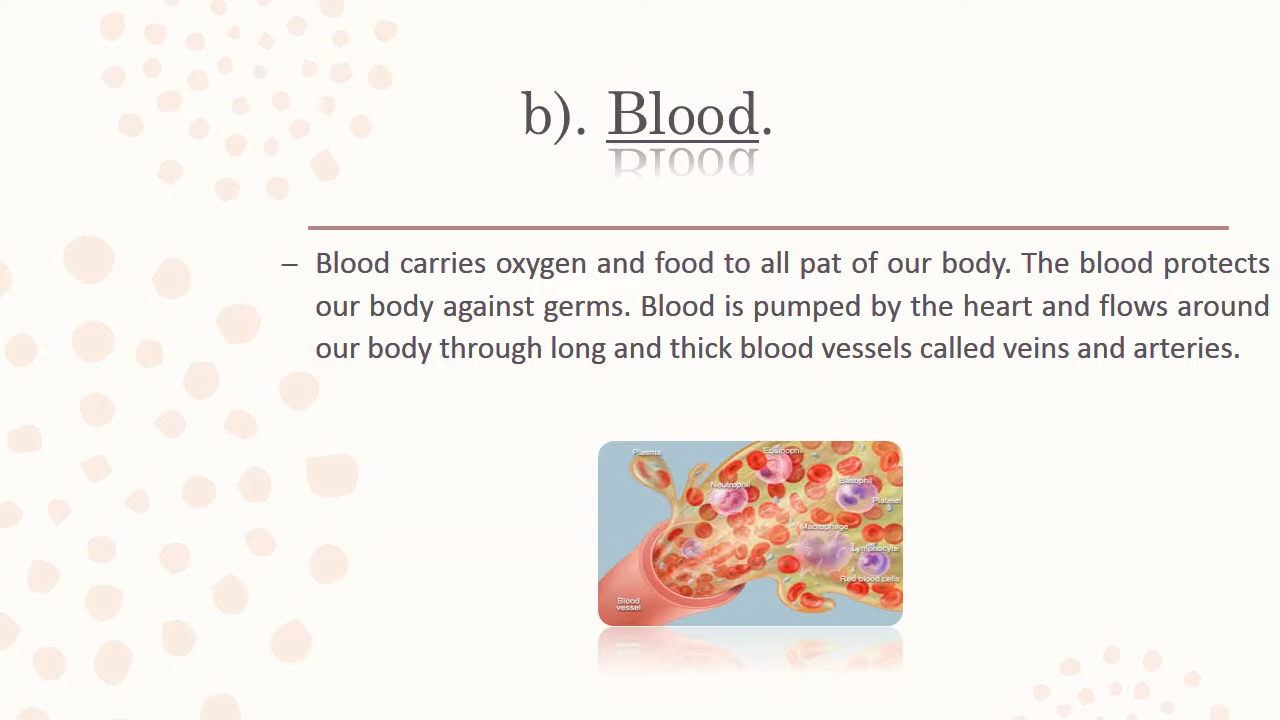 b). Blood.
– Blood carries oxygen and food to all pat of our body. The blood protects
our body against germs. Blood is pumped by the heart and flows around
our body through long and thick blood vessels called veins and arteries.
Plasma
Eosinophil
Neutrophil
Basophil
Platelet
Macrophage
Lymphocyte
Red blood cells
Blood
vessel